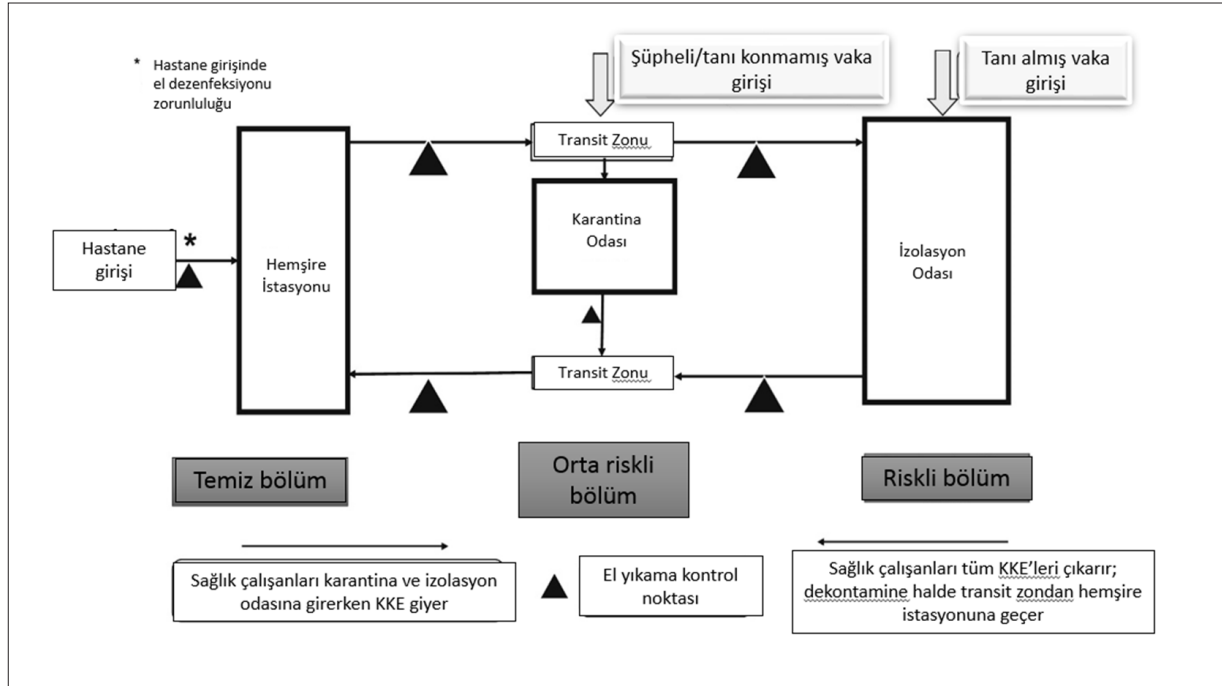 * Hastane girişinde
el dezenfeksiyonu
zorunluluğu
Şüpheli/tanı konmamış vaka
girişi
Tanı almış vaka
girişi
Transit Zonu
Karantina
Odası
Hastane
girişi
*
Hemşire
İstasyonu
İzolasyon
Odası
Transit Zonu
Temiz bölüm
Orta riskli
bölüm
Riskli bölüm
Sağlık çalışanları karantina ve izolasyon
odasına girerken KKE giyer
El yıkama kontrol
noktası
Sağlık çalışanları tüm KKE’leri çıkarır;
dekontamine halde transit zondan hemşire
istasyonuna geçer